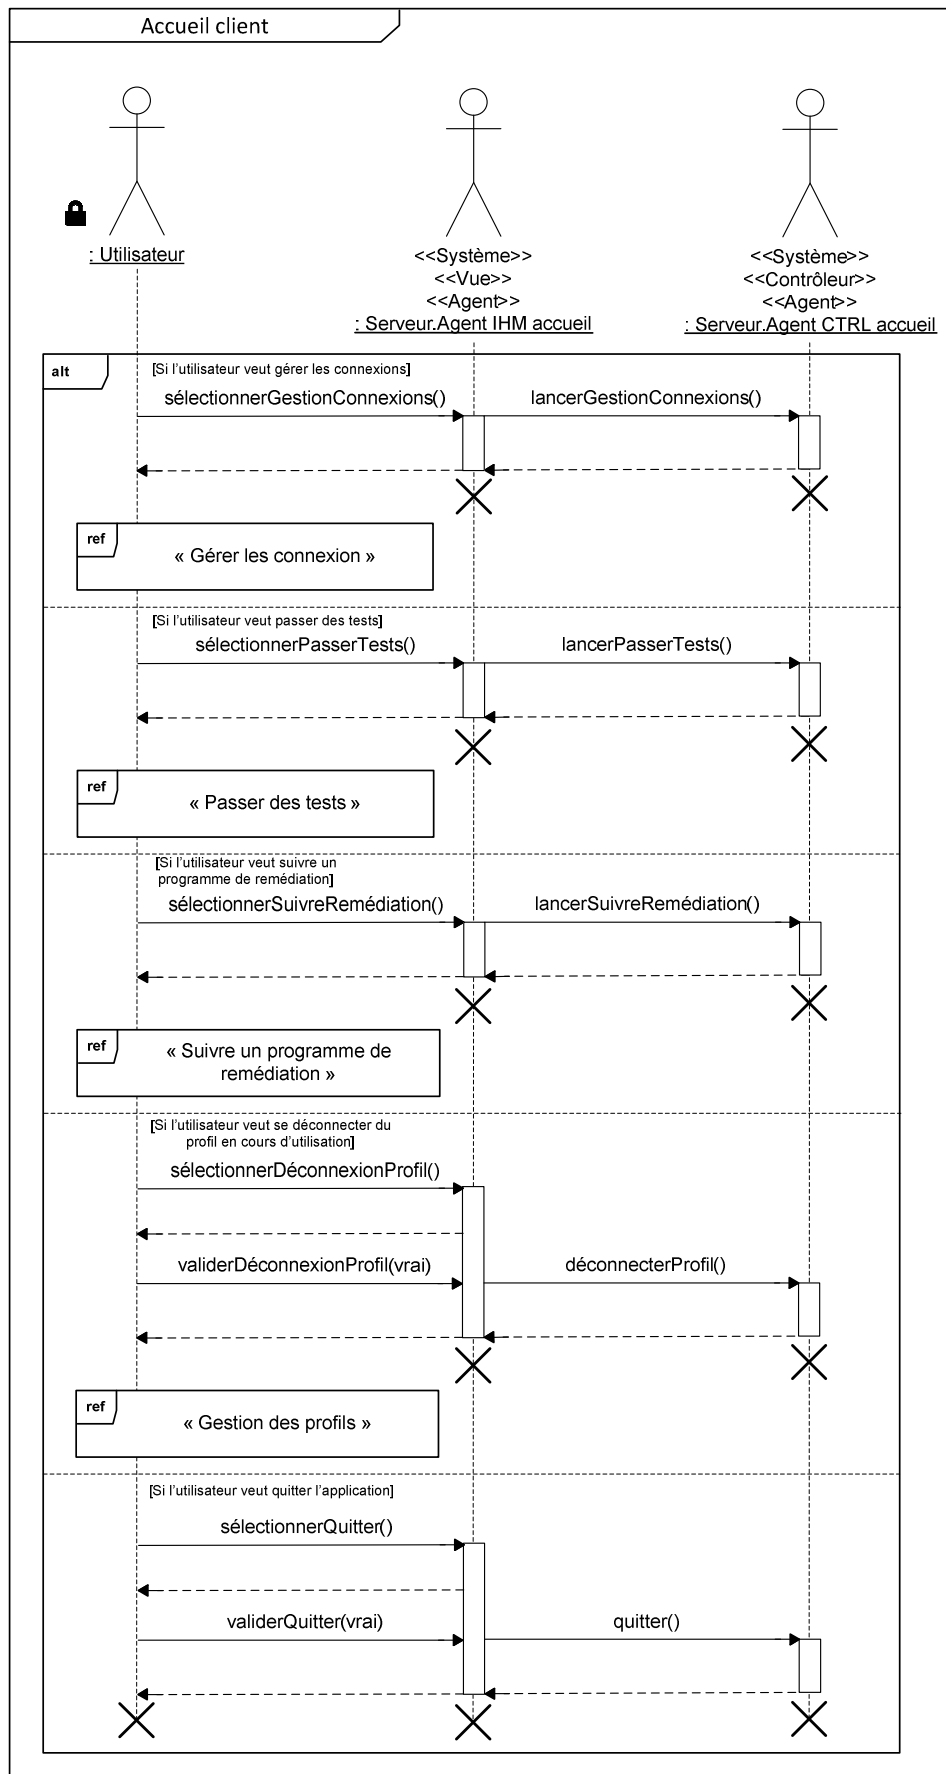 Accueil client
: Utilisateur
<<Système>>
<<Vue>>
<<Agent>>
: Serveur.Agent IHM accueil
<<Système>>
<<Contrôleur>>
<<Agent>>
: Serveur.Agent CTRL accueil
alt
[Si l'utilisateur veut gérer les connexions]
sélectionnerGestionConnexions()
lancerGestionConnexions()
ref
« Gérer les connexion »
[Si l'utilisateur veut passer des tests]
sélectionnerPasserTests()
lancerPasserTests()
ref
« Passer des tests »
[Si l'utilisateur veut suivre un
programme de remédiation]
sélectionnerSuivreRemédiation()
lancerSuivreRemédiation()
ref
« Suivre un programme de
remédiation »
[Si l'utilisateur veut se déconnecter du
profil en cours d'utilisation]
sélectionnerDéconnexionProfil()
validerDéconnexionProfil(vrai)
déconnecterProfil()
ref
« Gestion des profils »
[Si l'utilisateur veut quitter l'application]
sélectionnerQuitter()
validerQuitter(vrai)
quitter()